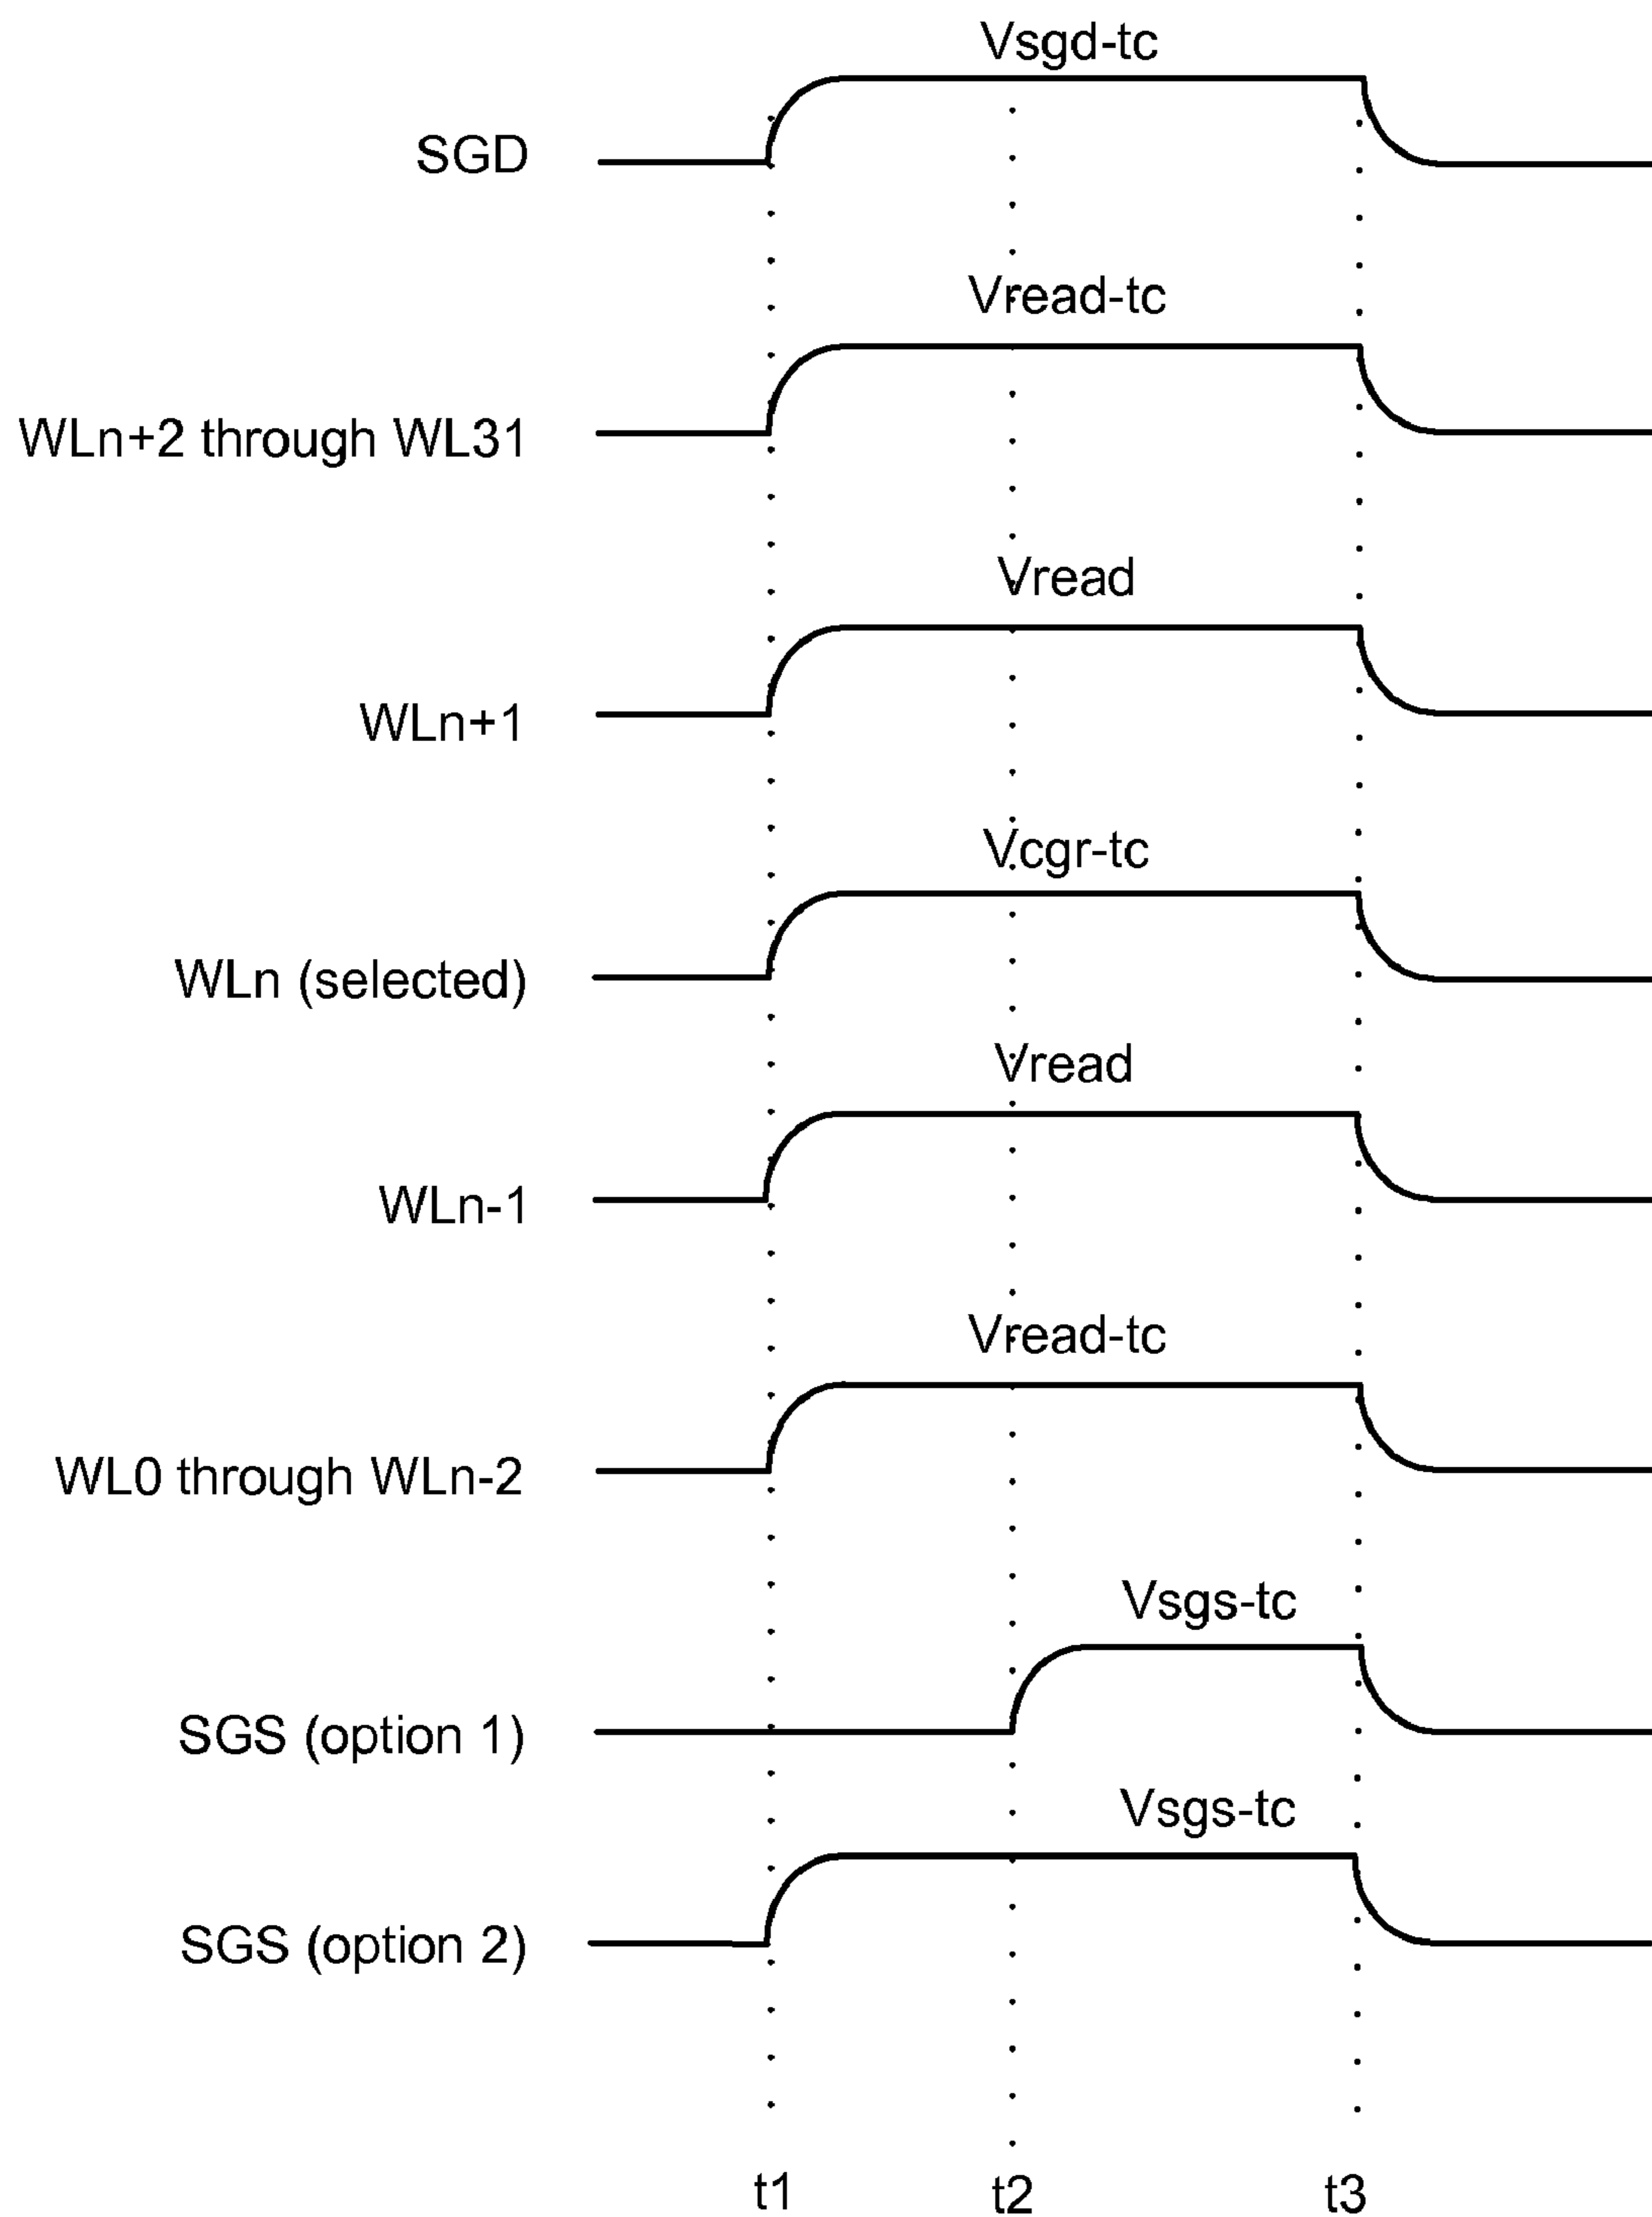 Vsgd-tc
SGD
Vread-tc
WLn+2 through WL31
Vread
WLn+1
Vcgr-tc
WLn (selected)
Vread
WLn-1
Vread-tc
WL0 through WLn-2
Vsgs-tc
SGS (option 1)
Vsgs-tc
SGS (option 2)
t1 t2 t3